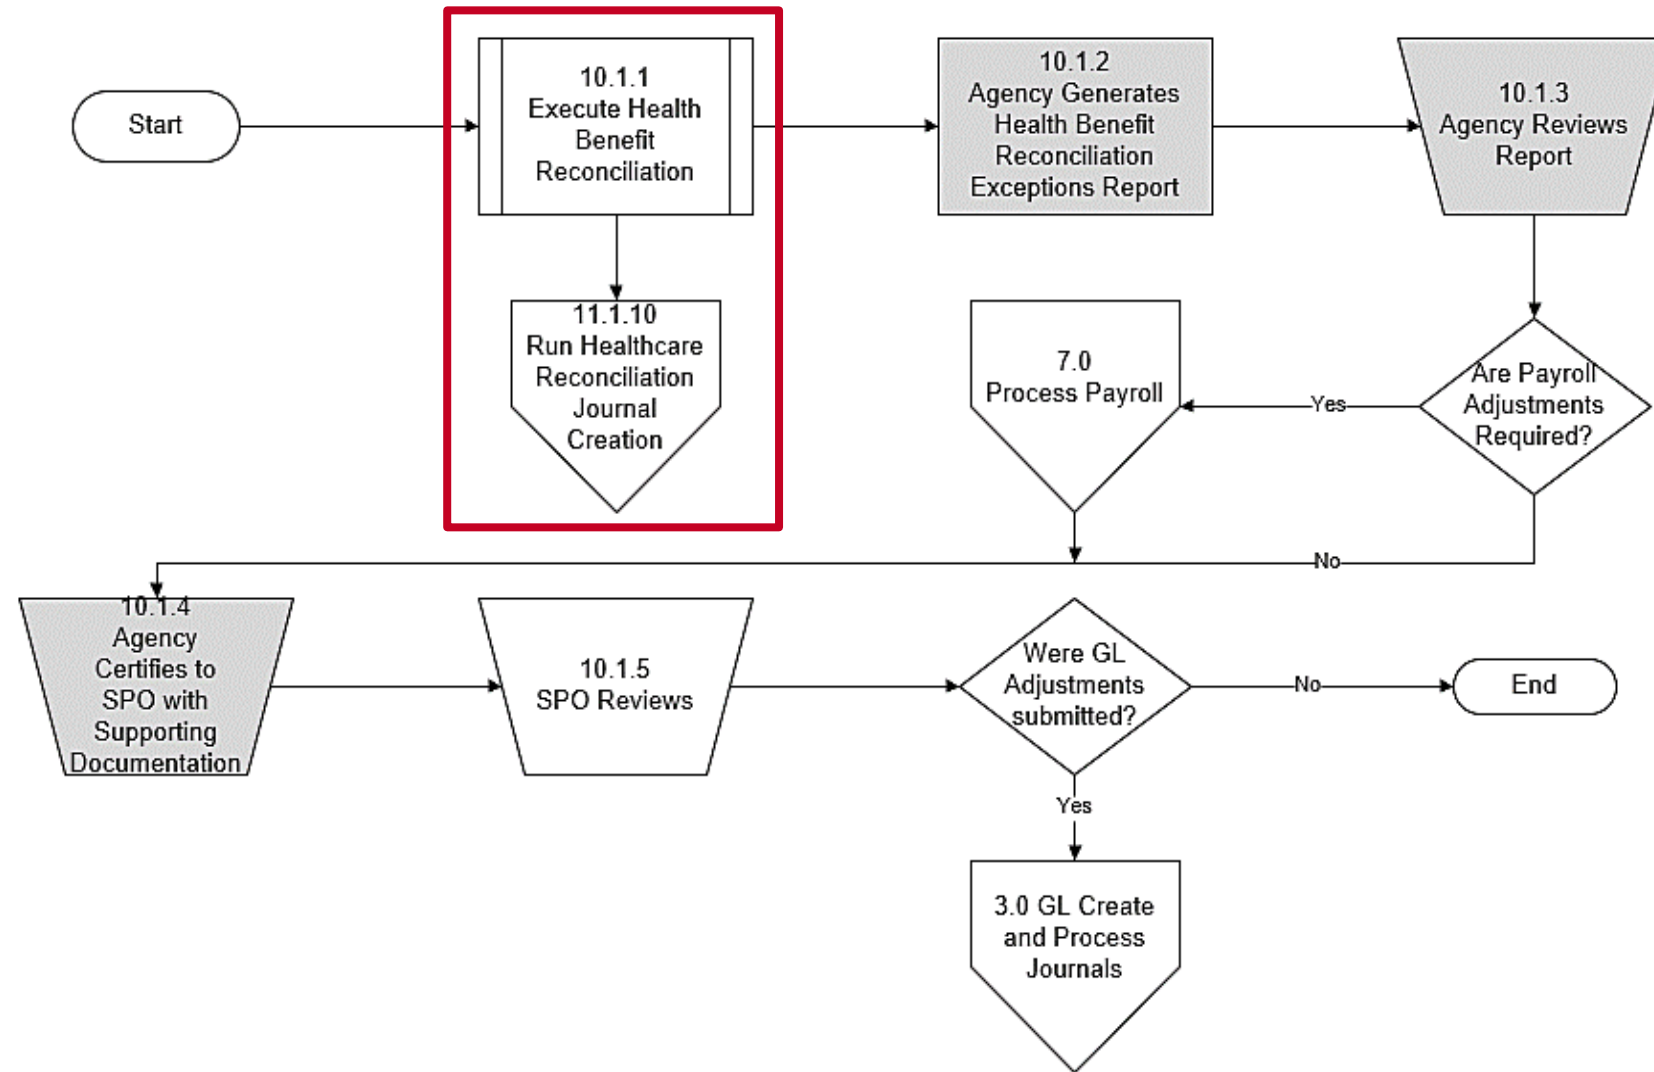 Start
10.1.1
Execute Health
Benefit
Reconciliation
10.1.2
Agency Generates
Health Benefit
Reconciliation
Exceptions Report
10.1.3
Agency Reviews
Report
11.1.10
Run Healthcare
Reconciliation
Journal
Creation
7.0
Process Payroll
Yes
Are Payroll
Adjustments
Required?
No
10.1.4
Agency
Certifies to
SPO with
Supporting
Documentation
10.1.5
SPO Reviews
Were GL
Adjustments
submitted?
No
End
Yes
3.0 GL Create
and Process
Journals